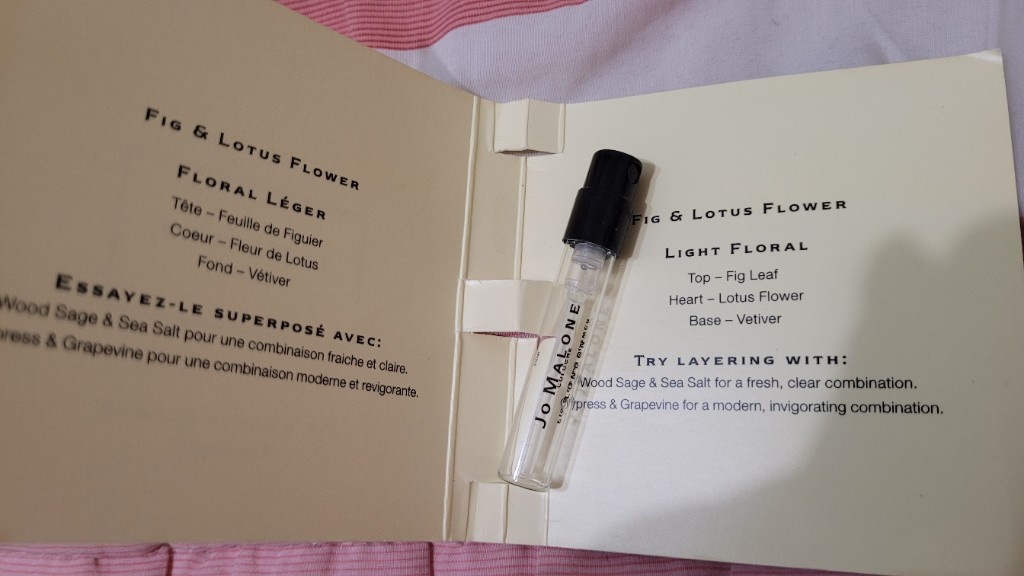 FIG & LOTUS FLOWER
FLORAL LÉGER
Tête – Feuille de Figuier
Coeur – Fleur de Lotus
Fond – Vétiver
ESSAYEZ-LE SUPERPOSÉ AVEC:
Wood Sage & Sea Salt pour une combinaison fraiche et claire.
press & Grapevine pour une combinaison moderne et revigorante.
JO MALONE
FIG & LOTUS FLOWER
LIGHT FLORAL
Top – Fig Leaf
Heart – Lotus Flower
Base – Vetiver
TRY LAYERING WITH:
Wood Sage & Sea Salt for a fresh, clear combination.
press & Grapevine for a modern, invigorating combination.